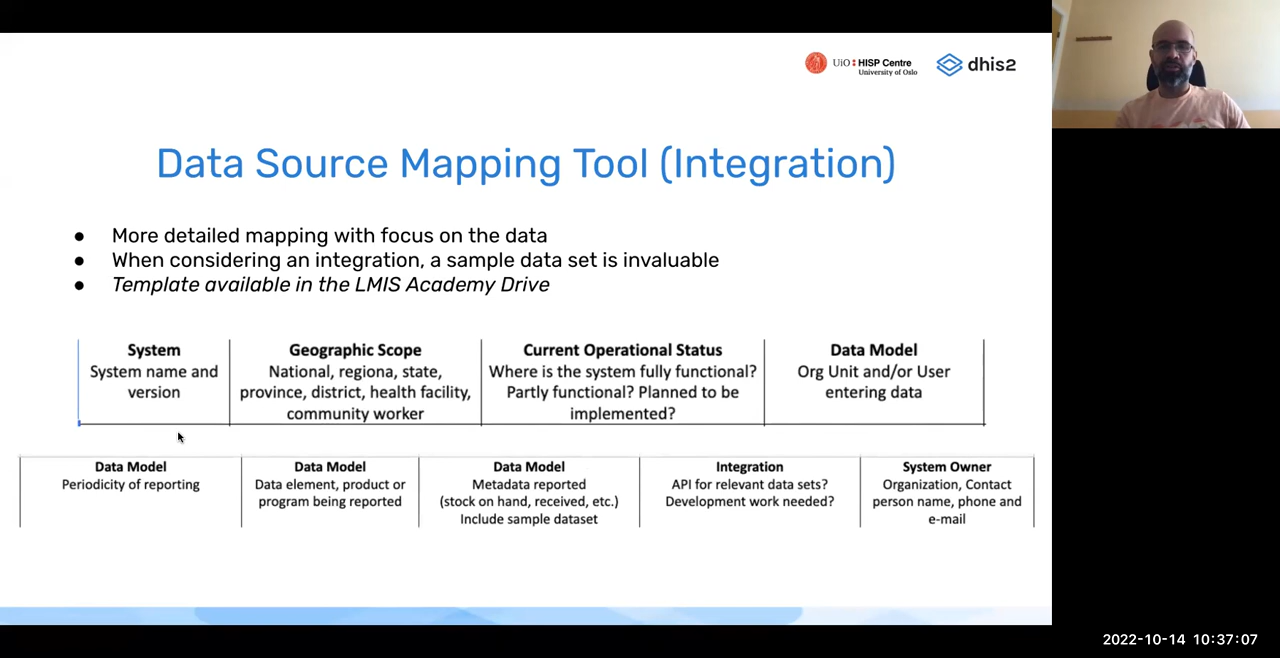 UiO: HISP Centre
University of Oslo
dhis2
Data Source Mapping Tool (Integration)
● More detailed mapping with focus on the data
● When considering an integration, a sample data set is invaluable
● Template available in the LMIS Academy Drive
System
System name and
version
Geographic Scope
National, regiona, state,
province, district, health facility,
community worker
Current Operational Status
Where is the system fully functional?
Partly functional? Planned to be
implemented?
Data Model
Org Unit and/or User
entering data
Data Model
Periodicity of reporting
Data Model
Data element, product or
program being reported
Data Model
Metadata reported
(stock on hand, received, etc.)
Include sample dataset
Integration
API for relevant data sets?
Development work needed?
System Owner
Organization, Contact
person name, phone and
e-mail
2022-10-14 10:37:07